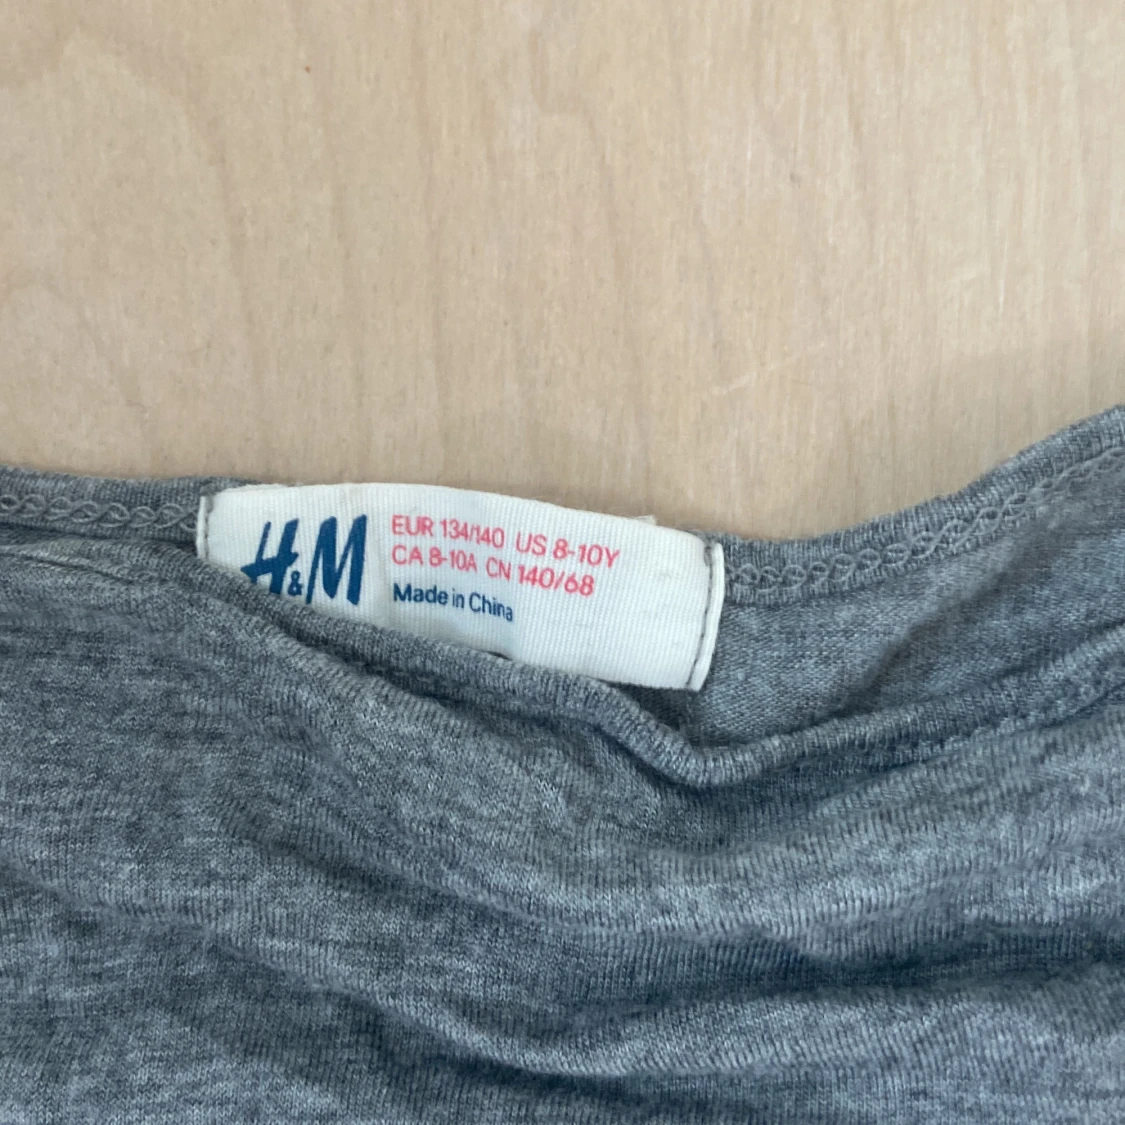 H&M
EUR 134/140 US 8-10Y
CA 8-10A CN 140/68
Made in China